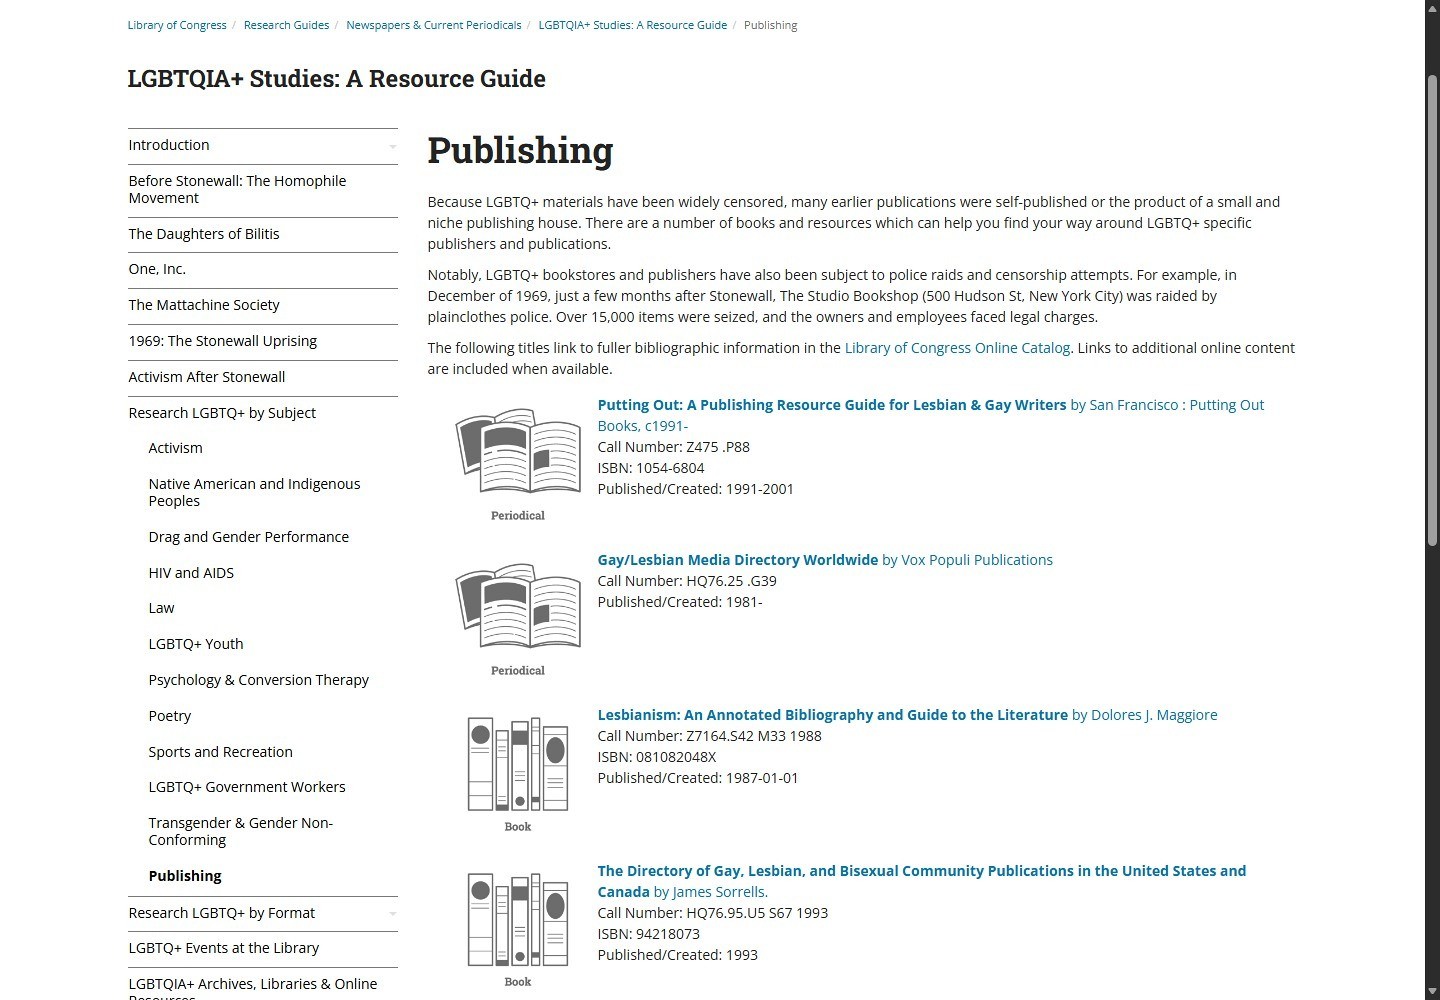 Library of Congress / Research Guides / Newspapers & Current Periodicals / LGBTQIA+ Studies: A Resource Guide / Publishing
LGBTQIA+ Studies: A Resource Guide
Introduction
Before Stonewall: The Homophile
Movement
The Daughters of Bilitis
One, Inc.
The Mattachine Society
1969: The Stonewall Uprising
Activism After Stonewall
Research LGBTQ+ by Subject
Activism
Native American and Indigenous
Peoples
Drag and Gender Performance
HIV and AIDS
Law
LGBTQ+ Youth
Psychology & Conversion Therapy
Poetry
Sports and Recreation
LGBTQ+ Government Workers
Transgender & Gender Non-
Conforming
Publishing
Research LGBTQ+ by Format
LGBTQ+ Events at the Library
LGBTQIA+ Archives, Libraries & Online
Resources
Publishing
Because LGBTQ+ materials have been widely censored, many earlier publications were self-published or the product of a small and
niche publishing house. There are a number of books and resources which can help you find your way around LGBTQ+ specific
publishers and publications.
Notably, LGBTQ+ bookstores and publishers have also been subject to police raids and censorship attempts. For example, in
December of 1969, just a few months after Stonewall, The Studio Bookshop (500 Hudson St, New York City) was raided by
plainclothes police. Over 15,000 items were seized, and the owners and employees faced legal charges.
The following titles link to fuller bibliographic information in the Library of Congress Online Catalog. Links to additional online content
are included when available.
Putting Out: A Publishing Resource Guide for Lesbian & Gay Writers by San Francisco : Putting Out
Books, c1991-
Call Number: Z475 .P88
ISBN: 1054-6804
Published/Created: 1991-2001
Periodical
Gay/Lesbian Media Directory Worldwide by Vox Populi Publications
Call Number: HQ76.25 .G39
Published/Created: 1981-
Periodical
Lesbianism: An Annotated Bibliography and Guide to the Literature by Dolores J. Maggiore
Call Number: Z7164.S42 M33 1988
ISBN: 081082048X
Published/Created: 1987-01-01
Book
The Directory of Gay, Lesbian, and Bisexual Community Publications in the United States and
Canada by James Sorrells.
Call Number: HQ76.95.U5 S67 1993
ISBN: 94218073
Published/Created: 1993
Book